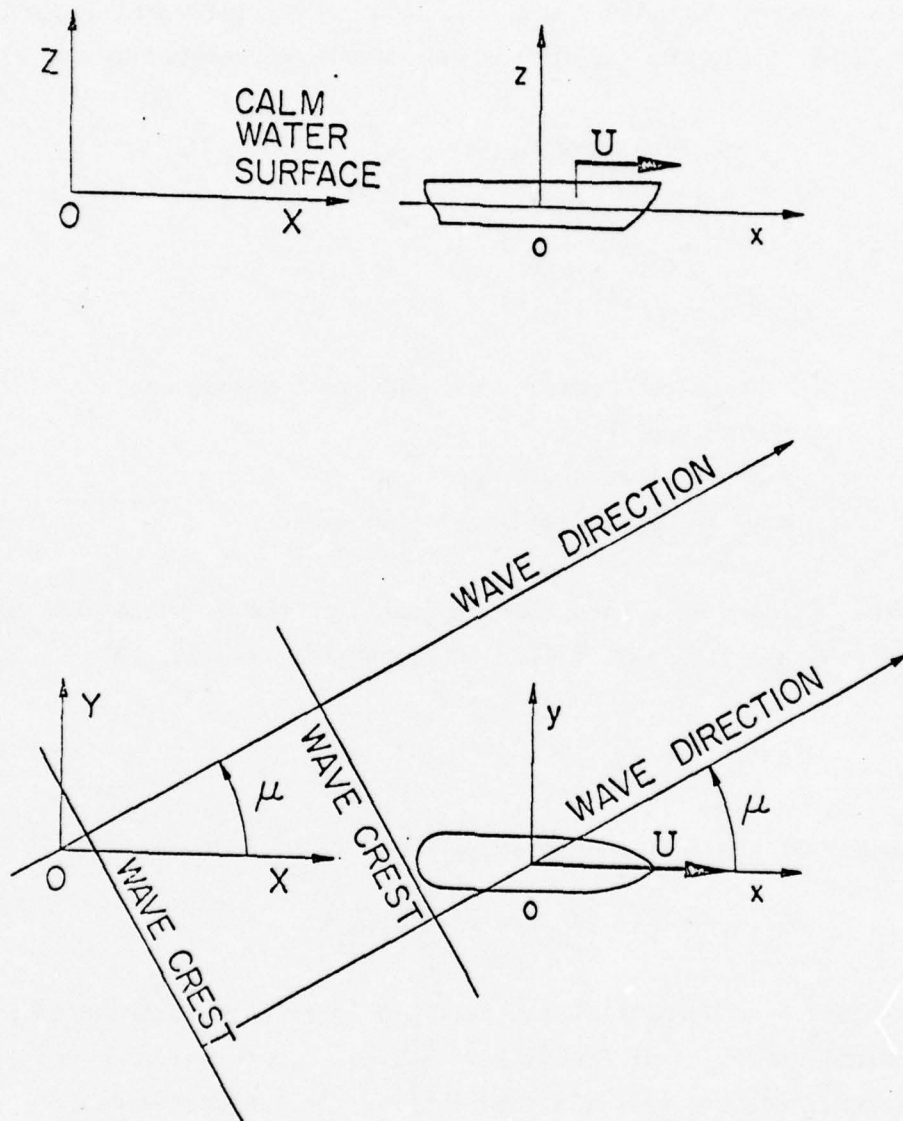 Z
z
CALM
WATER
SURFACE
U
O
X
o
x
WAVE DIRECTION
WAVE DIRECTION
Y
y
μ
WAVE CREST
μ
U
O
X
o
x
WAVE CREST